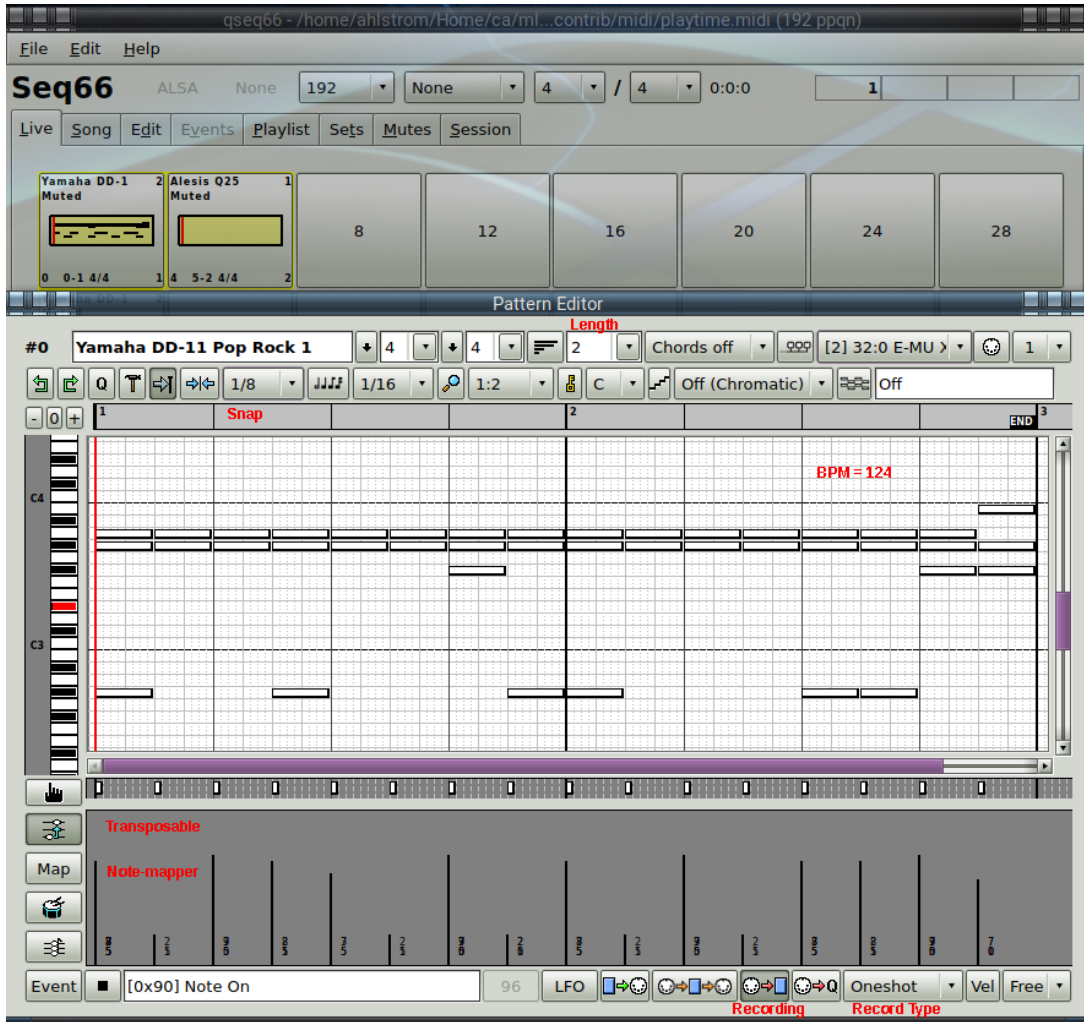 qseq66 - /home/ahlstrom/Home/ca/ml...contrib/midi/playtime.midi (192 ppqn)
File Edit Help
Seq66 ALSA None 192 None 4 / 4 0:0:0 1
Live Song Edit Events Playlist Sets Mutes Session
Yamaha DD-1 2 Alesis Q25 1
Muted Muted
8 12 16 20 24 28
0 0-1 4/4 1 4 5-2 4/4 2
Pattern Editor
Length
#0 Yamaha DD-11 Pop Rock 1 4 4 2 Chords off [2] 32:0 E-MU X 1
Q T 1/8 1/16 1:2 C Off (Chromatic) Off
- 0 + 1 Snap 2 END 3
BPM = 124
C4
C3
Transposable
Map Note-mapper
Event [0x90] Note On 96 LFO Q Oneshot Vel Free
Recording Record Type